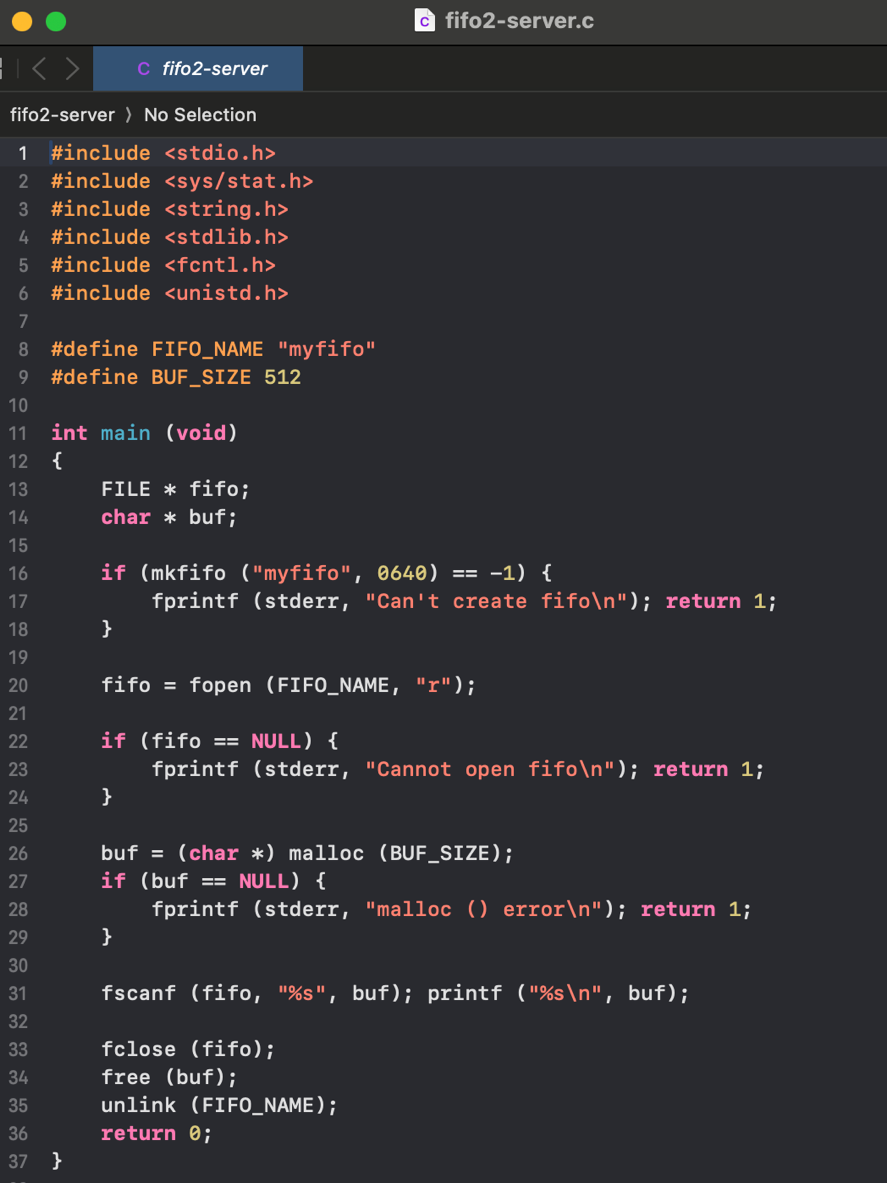 C fifo2-server.c
C fifo2-server
fifo2-server 〉 No Selection
1 #include <stdio.h>
2 #include <sys/stat.h>
3 #include <string.h>
4 #include <stdlib.h>
5 #include <fcntl.h>
6 #include <unistd.h>
7
8 #define FIFO_NAME "myfifo"
9 #define BUF_SIZE 512
10
11 int main (void)
12 {
13     FILE * fifo;
14     char * buf;
15
16     if (mkfifo ("myfifo", 0640) == -1) {
17         fprintf (stderr, "Can't create fifo\n"); return 1;
18     }
19
20     fifo = fopen (FIFO_NAME, "r");
21
22     if (fifo == NULL) {
23         fprintf (stderr, "Cannot open fifo\n"); return 1;
24     }
25
26     buf = (char *) malloc (BUF_SIZE);
27     if (buf == NULL) {
28         fprintf (stderr, "malloc () error\n"); return 1;
29     }
30
31     fscanf (fifo, "%s", buf); printf ("%s\n", buf);
32
33     fclose (fifo);
34     free (buf);
35     unlink (FIFO_NAME);
36     return 0;
37 }